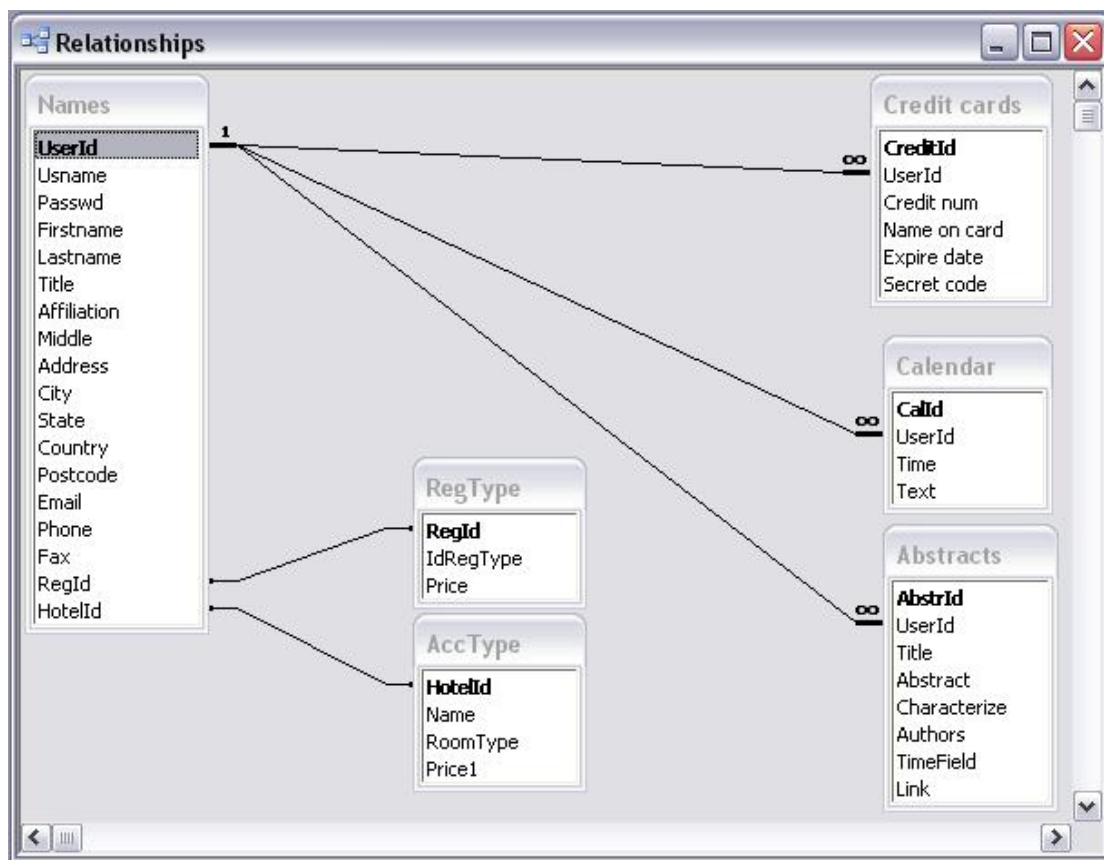 Relationships
Names
UserId
Usname
Passwd
Firstname
Lastname
Title
Affiliation
Middle
Address
City
State
Country
Postcode
Email
Phone
Fax
RegId
HotelId
1
∞
∞
∞
RegType
RegId
IdRegType
Price
AccType
HotelId
Name
RoomType
Price1
Credit cards
CreditId
UserId
Credit num
Name on card
Expire date
Secret code
Calendar
CalId
UserId
Time
Text
Abstracts
AbstrId
UserId
Title
Abstract
Characterize
Authors
TimeField
Link